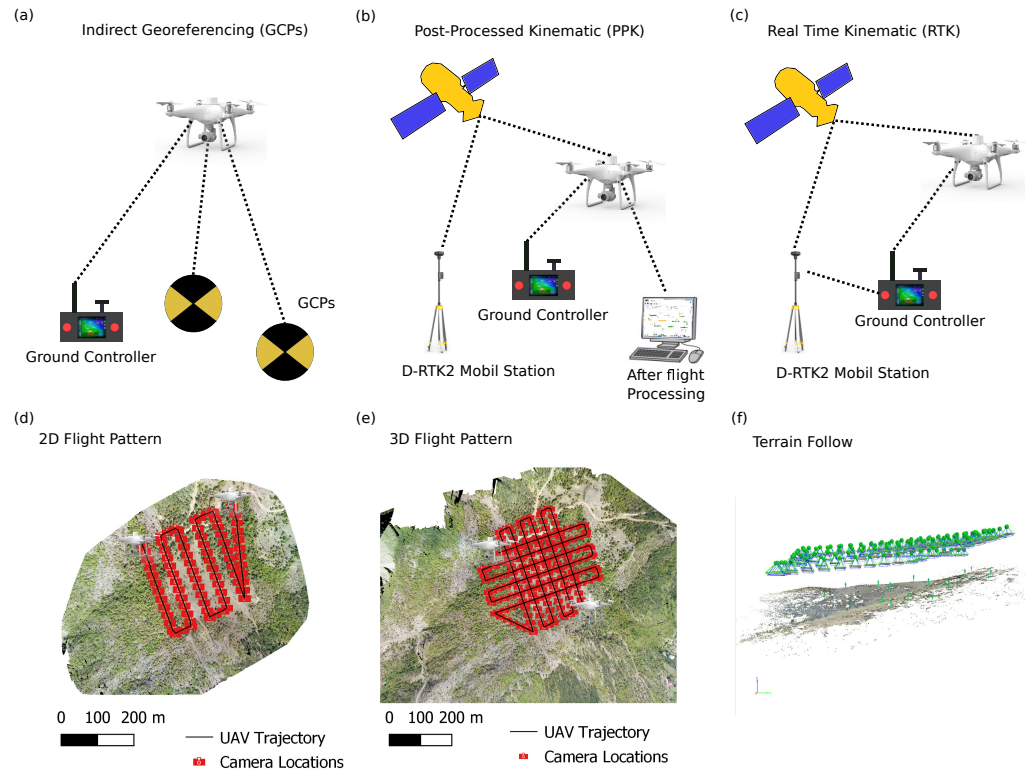 (a)
Indirect Georeferencing (GCPs)
GCPs
Ground Controller
(b)
Post-Processed Kinematic (PPK)
Ground Controller
D-RTK2 Mobil Station
After flight
Processing
(c)
Real Time Kinematic (RTK)
Ground Controller
D-RTK2 Mobil Station
(d)
2D Flight Pattern
0 100 200 m
UAV Trajectory
Camera Locations
(e)
3D Flight Pattern
0 100 200 m
UAV Trajectory
Camera Locations
(f)
Terrain Follow